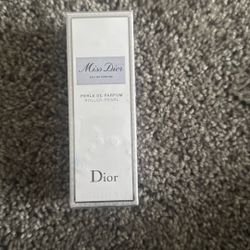 Miss Dior
EAU DE PARFUM
PERLE DE PARFUM
ROLLER-PEARL
Dior